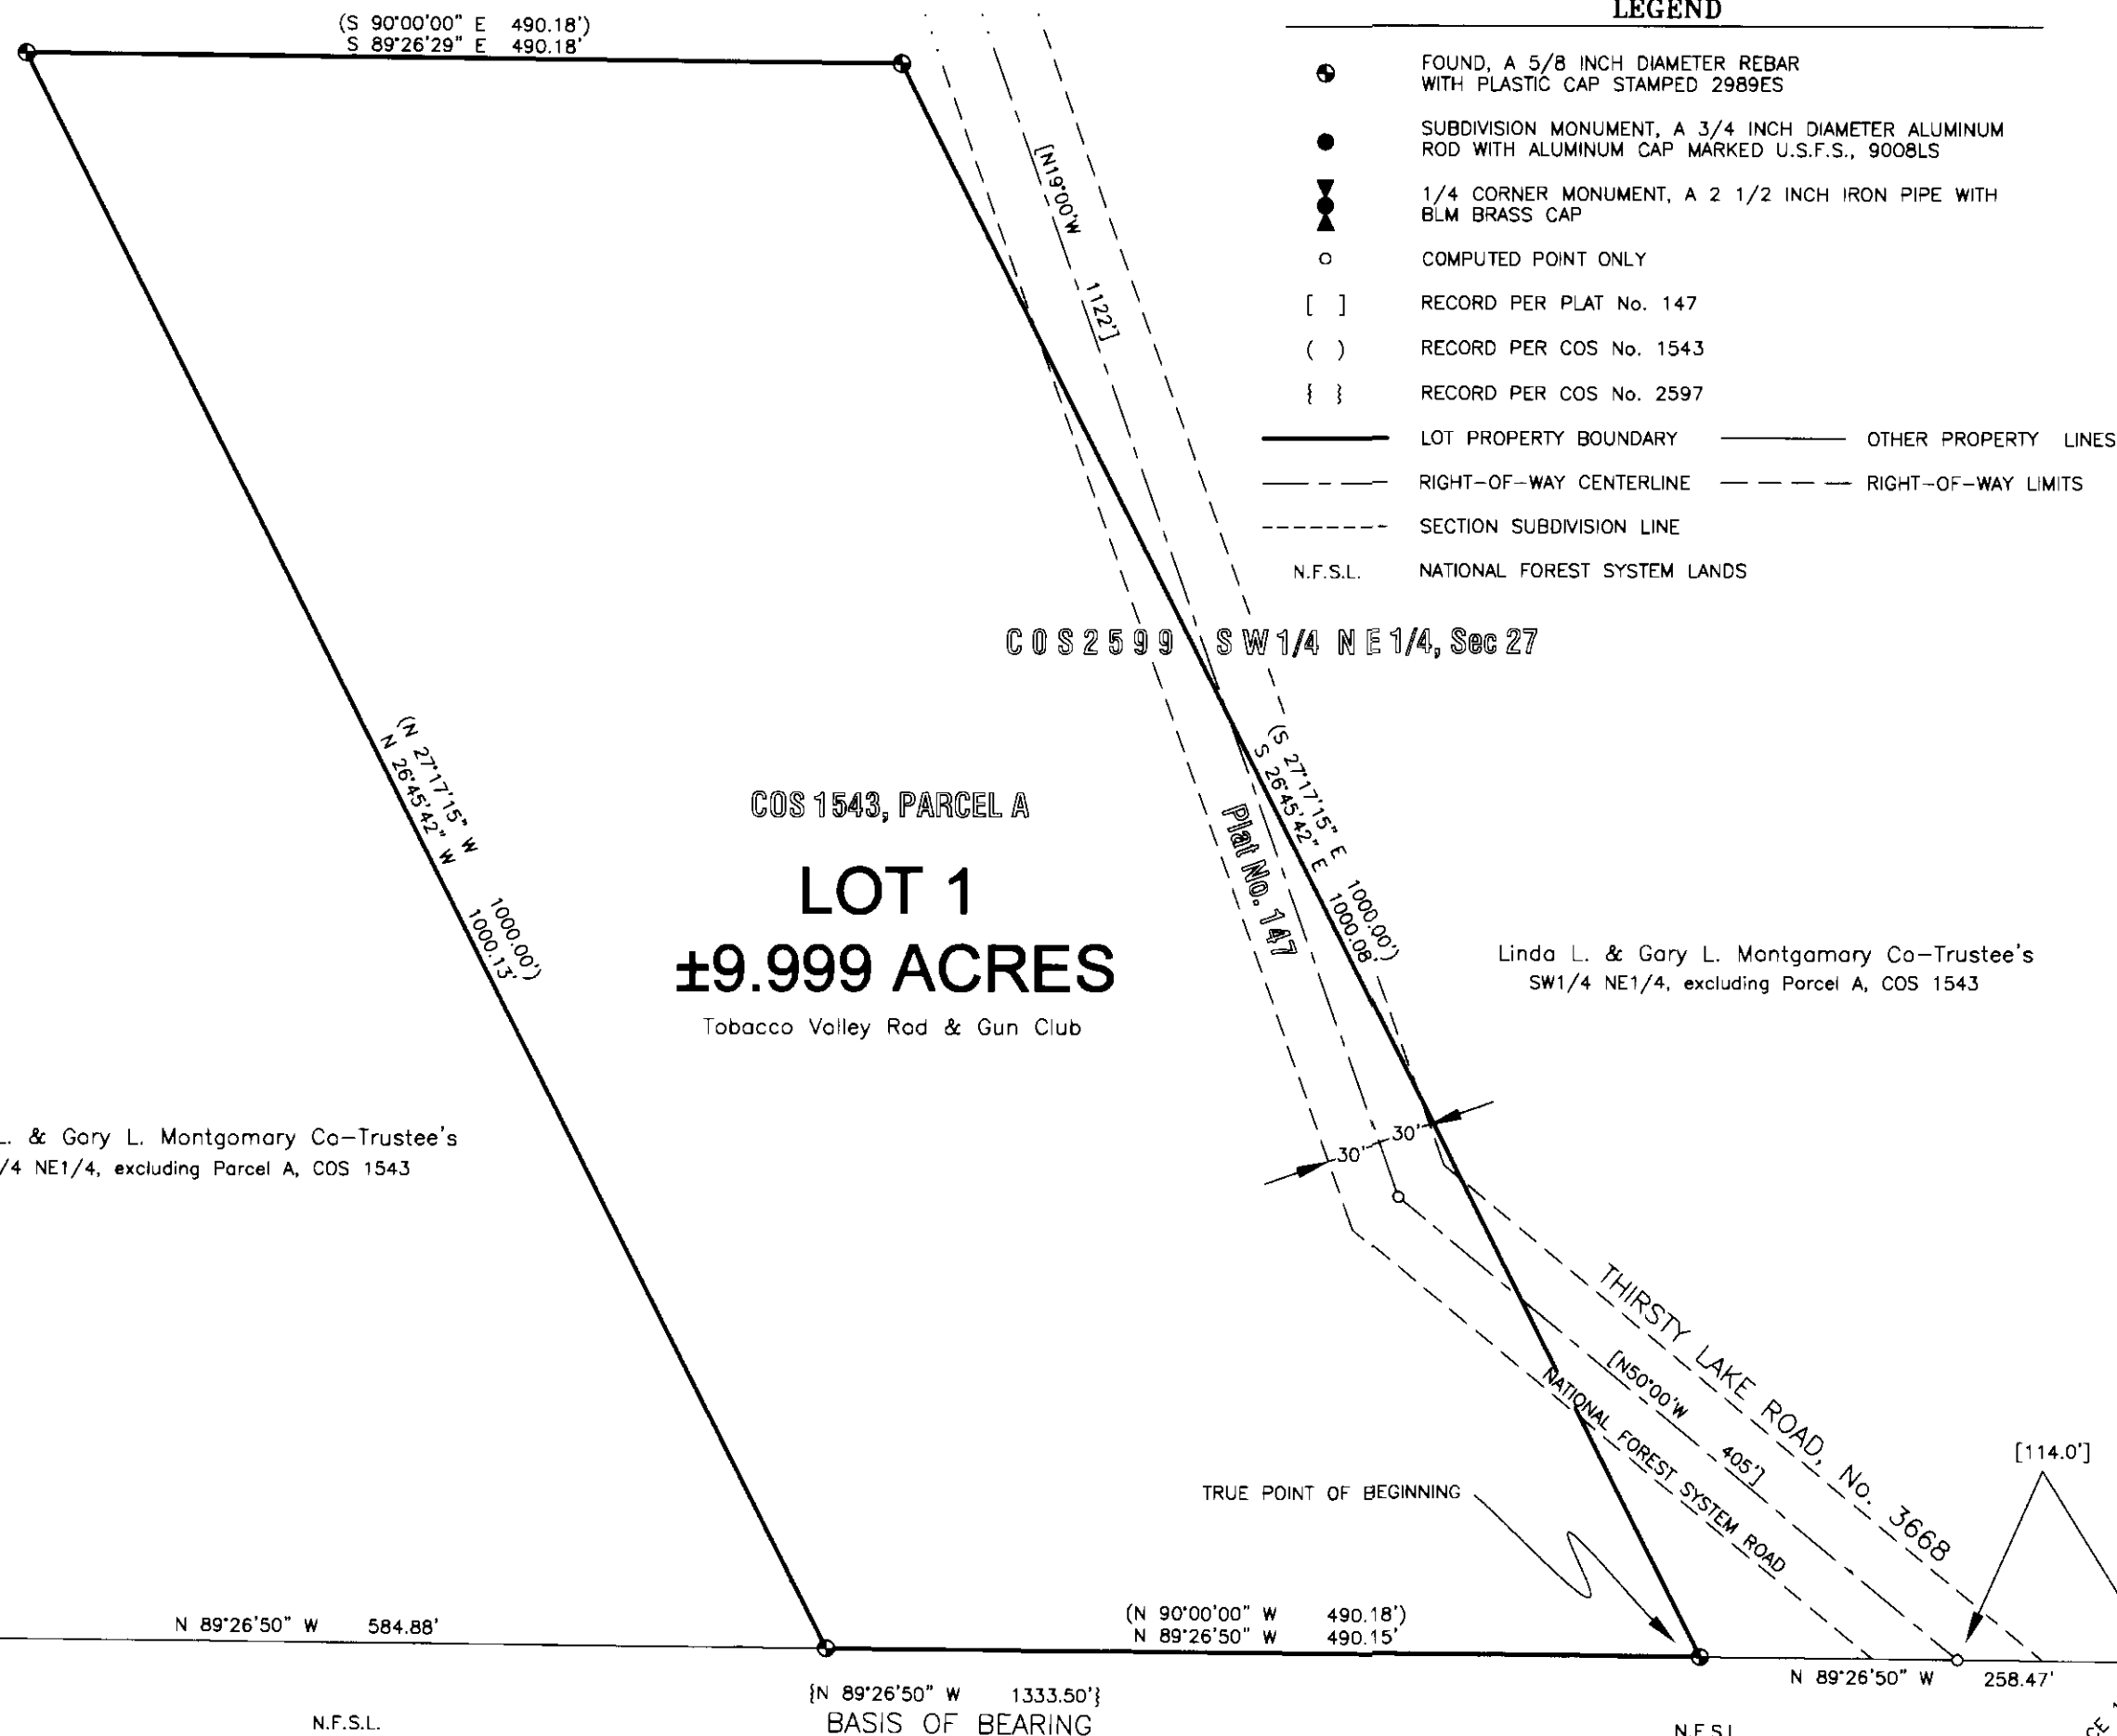 (S 90°00'00" E 490.18')
S 89°26'29" E 490.18'
LEGEND
FOUND, A 5/8 INCH DIAMETER REBAR
WITH PLASTIC CAP STAMPED 2989ES
SUBDIVISION MONUMENT, A 3/4 INCH DIAMETER ALUMINUM
ROD WITH ALUMINUM CAP MARKED U.S.F.S., 9008LS
1/4 CORNER MONUMENT, A 2 1/2 INCH IRON PIPE WITH
BLM BRASS CAP
COMPUTED POINT ONLY
[ ] RECORD PER PLAT No. 147
( ) RECORD PER COS No. 1543
{ } RECORD PER COS No. 2597
LOT PROPERTY BOUNDARY
OTHER PROPERTY LINES
RIGHT-OF-WAY CENTERLINE
RIGHT-OF-WAY LIMITS
SECTION SUBDIVISION LINE
N.F.S.L. NATIONAL FOREST SYSTEM LANDS
[N19°00'W 1122']
COS2599 SW1/4 NE1/4, Sec 27
(N 27°17'15" W 1000.00')
N 26°45'42" W 1000.13'
(S 27°17'15" E 1000.00')
S 26°45'42" E 1000.08'
Plat No. 147
COS 1543, PARCEL A
LOT 1
±9.999 ACRES
Tobacco Valley Rod & Gun Club
Linda L. & Gary L. Montgomary Co-Trustee's
SW1/4 NE1/4, excluding Parcel A, COS 1543
L. & Gary L. Montgomary Co-Trustee's
/4 NE1/4, excluding Parcel A, COS 1543
30'
30'
THIRSTY LAKE ROAD, No. 3668
[N50°00'W 405']
NATIONAL FOREST SYSTEM ROAD
[114.0']
TRUE POINT OF BEGINNING
N 89°26'50" W 584.88'
(N 90°00'00" W 490.18')
N 89°26'50" W 490.15'
N 89°26'50" W 258.47'
{N 89°26'50" W 1333.50'}
BASIS OF BEARING
N.F.S.L.
N.F.S.L.